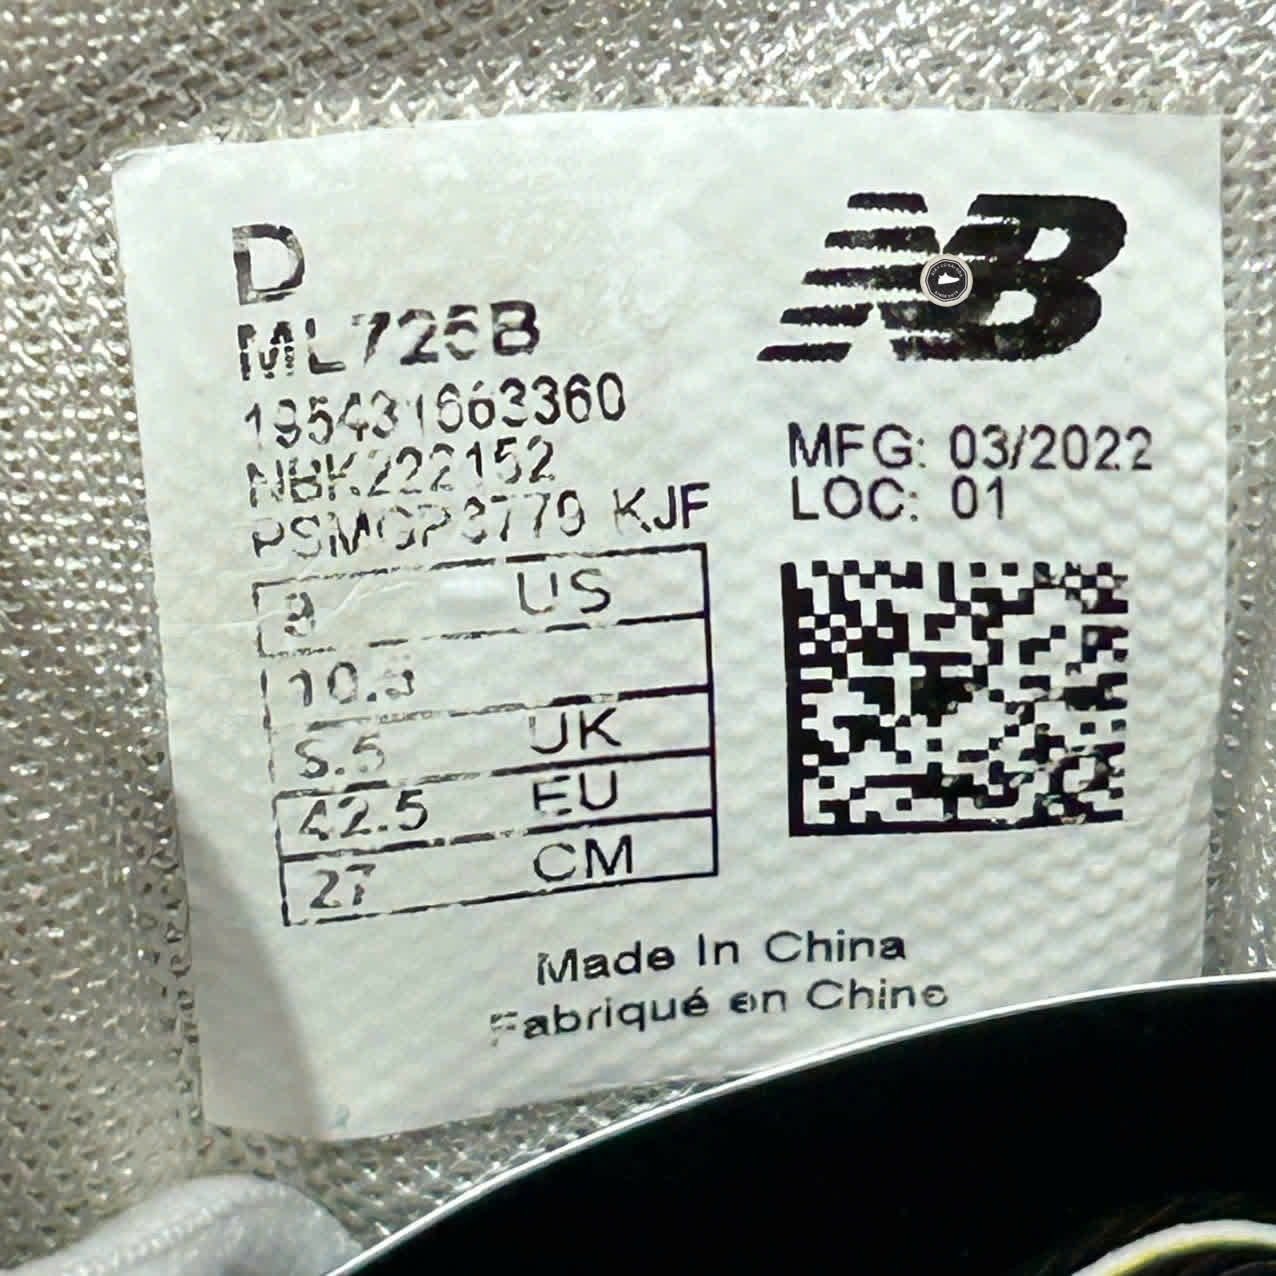 D
NB
ML725B
195431663360
MFG: 03/2022
NBK222152
LOC: 01
KJF
9 US
10.5
8.5 UK
42.5 EU
27 CM
Made In China
Fabriqué en Chine